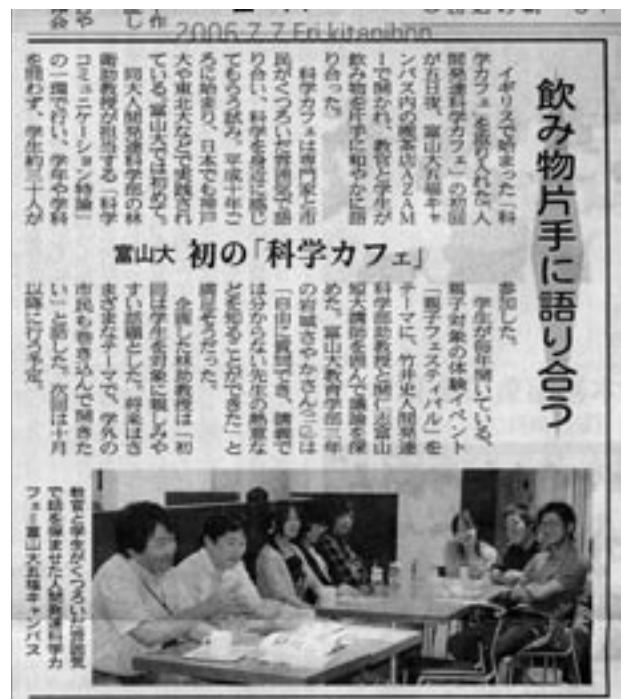 2006.7.7 Fri kitanihon
飲み物片手に語り合う
富山大 初の「科学カフェ」
イギリスで始まった「科
学カフェ」を採り入れた「人
間発達科学カフェ」の初回
が五日夜、富山大五福キャ
ンパス内の喫茶店AZAM
Iで開かれ、教官と学生が
飲み物を片手に和やかに語
り合った。
科学カフェは専門家と市
民がくつろいだ雰囲気で語
り合い、科学を身近に感じ
てもらう試み。平成十年ご
ろに始まり、日本でも神戸
大や東北大などで実践され
ている。富山大では初めて。
同大人間発達科学部の林
衛助教授が担当する「科学
コミュニケーション特論」
の一環で行い、学年や学科
を問わず、学生約三十人が
参加した。
学生が毎年開いている、
親子対象の体験イベント
「親子フェスティバル」を
テーマに、竹井史人間発達
科学部助教授と関仁志富山
短大講師を囲んで議論を深
めた。富山大教育学部三年
の岩城さやかさんは
「自由に質問でき、講義で
は分からない先生の熱意な
どを知ることができた」と
満足そうだった。
企画した林助教授は「初
回は学生を対象に親しみや
すい話題とした。将来はさ
まざまなテーマで、学外の
市民も巻き込んで開きた
い」と話した。次回は十月
以降に行う予定。
教官と学生がくつろいだ雰囲気
で話を弾ませた人間発達科学カ
フェ＝富山大五福キャンパス